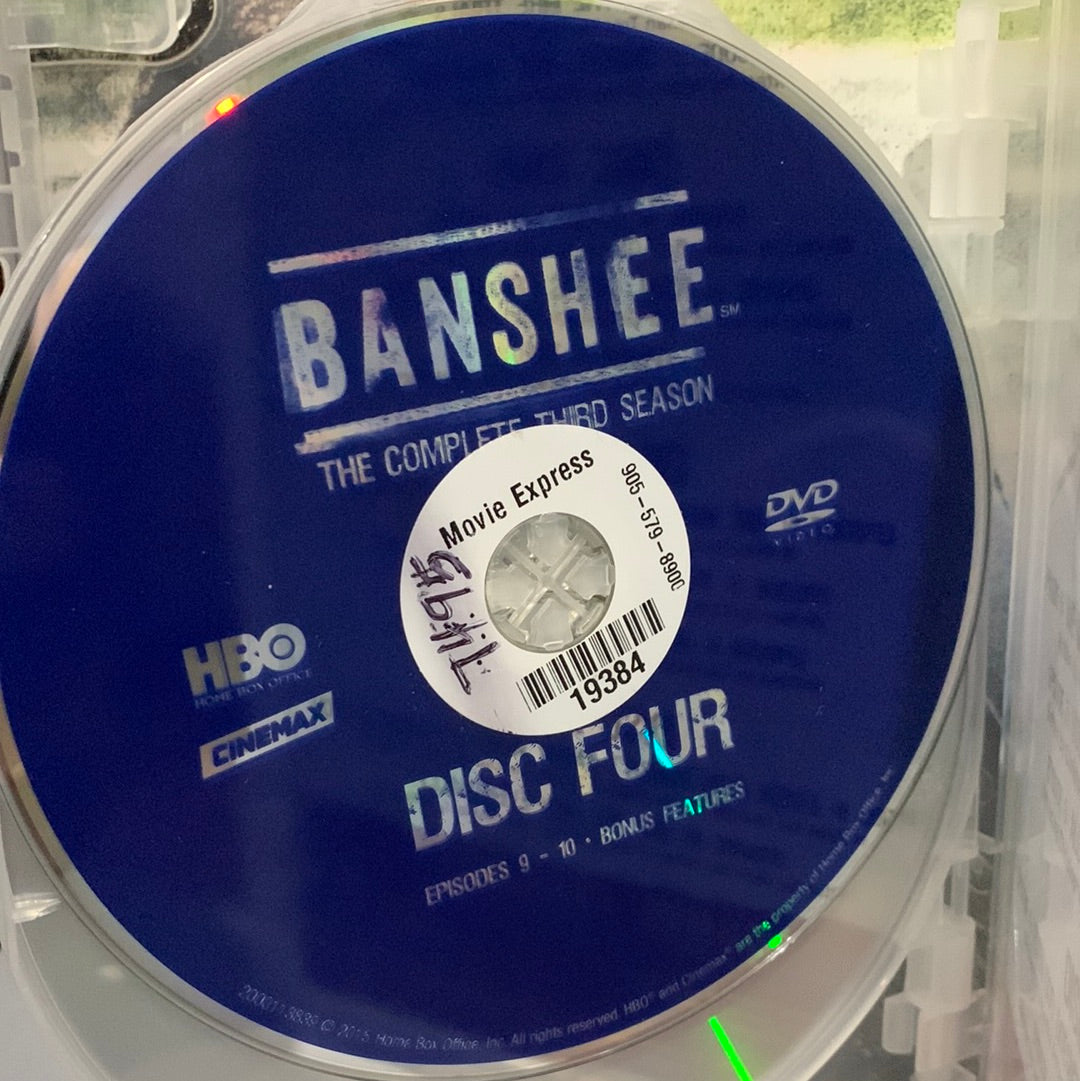 BANSHEE SM
THE COMPLETE THIRD SEASON
Movie Express
905-579-8900
19384
DVD
VIDEO
HBO
HOME BOX OFFICE
CINEMAX
DISC FOUR
EPISODES 9 - 10 • BONUS FEATURES
© 2015 Home Box Office, Inc. All rights reserved. HBO® and Cinemax® are the property of Home Box Office, Inc.